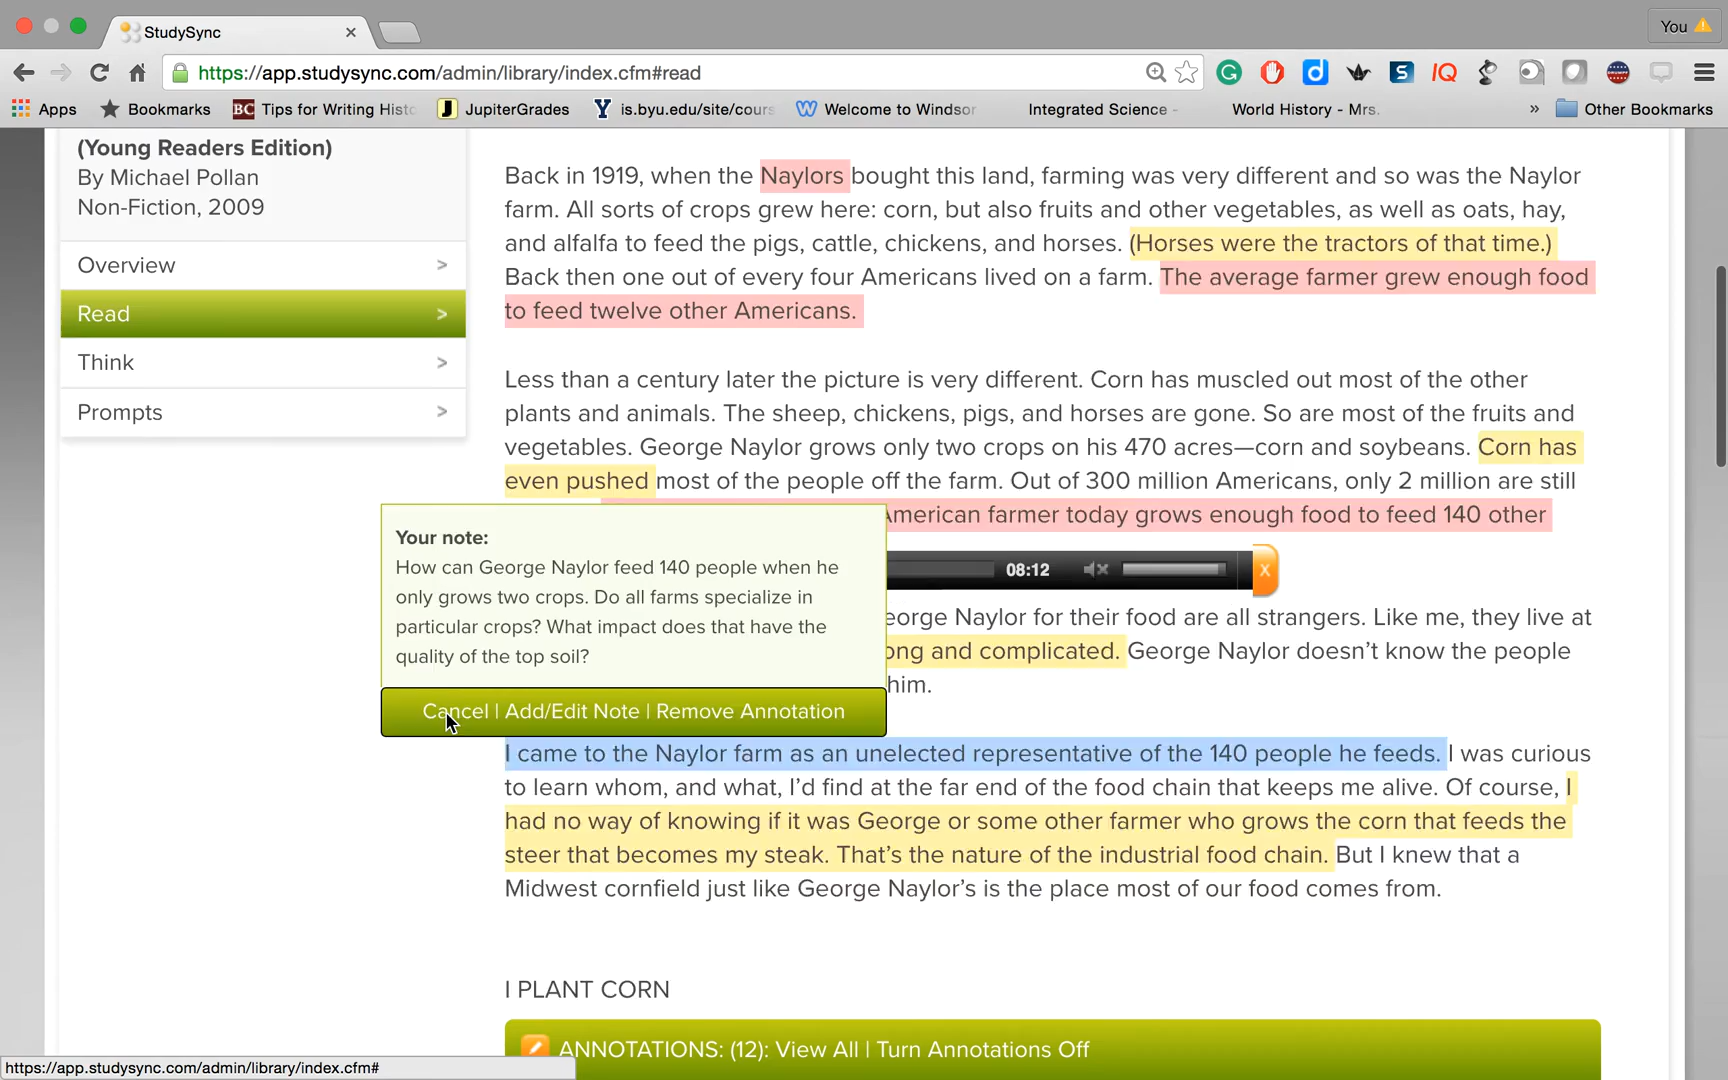 StudySync
You
https://app.studysync.com/admin/library/index.cfm#read
Apps
Bookmarks
BC Tips for Writing Histo
J JupiterGrades
Y is.byu.edu/site/cours
W Welcome to Windsor
Integrated Science -
World History - Mrs.
»
Other Bookmarks
(Young Readers Edition)
By Michael Pollan
Non-Fiction, 2009
Overview >
Read >
Think >
Prompts >
Back in 1919, when the Naylors bought this land, farming was very different and so was the Naylor
farm. All sorts of crops grew here: corn, but also fruits and other vegetables, as well as oats, hay,
and alfalfa to feed the pigs, cattle, chickens, and horses. (Horses were the tractors of that time.)
Back then one out of every four Americans lived on a farm. The average farmer grew enough food
to feed twelve other Americans.
Less than a century later the picture is very different. Corn has muscled out most of the other
plants and animals. The sheep, chickens, pigs, and horses are gone. So are most of the fruits and
vegetables. George Naylor grows only two crops on his 470 acres—corn and soybeans. Corn has
even pushed most of the people off the farm. Out of 300 million Americans, only 2 million are still
American farmer today grows enough food to feed 140 other
Your note:
How can George Naylor feed 140 people when he
only grows two crops. Do all farms specialize in
particular crops? What impact does that have the
quality of the top soil?
Cancel | Add/Edit Note | Remove Annotation
08:12
X
eorge Naylor for their food are all strangers. Like me, they live at
ong and complicated. George Naylor doesn’t know the people
him.
I came to the Naylor farm as an unelected representative of the 140 people he feeds. I was curious
to learn whom, and what, I’d find at the far end of the food chain that keeps me alive. Of course, I
had no way of knowing if it was George or some other farmer who grows the corn that feeds the
steer that becomes my steak. That’s the nature of the industrial food chain. But I knew that a
Midwest cornfield just like George Naylor’s is the place most of our food comes from.
I PLANT CORN
ANNOTATIONS: (12): View All | Turn Annotations Off
https://app.studysync.com/admin/library/index.cfm#